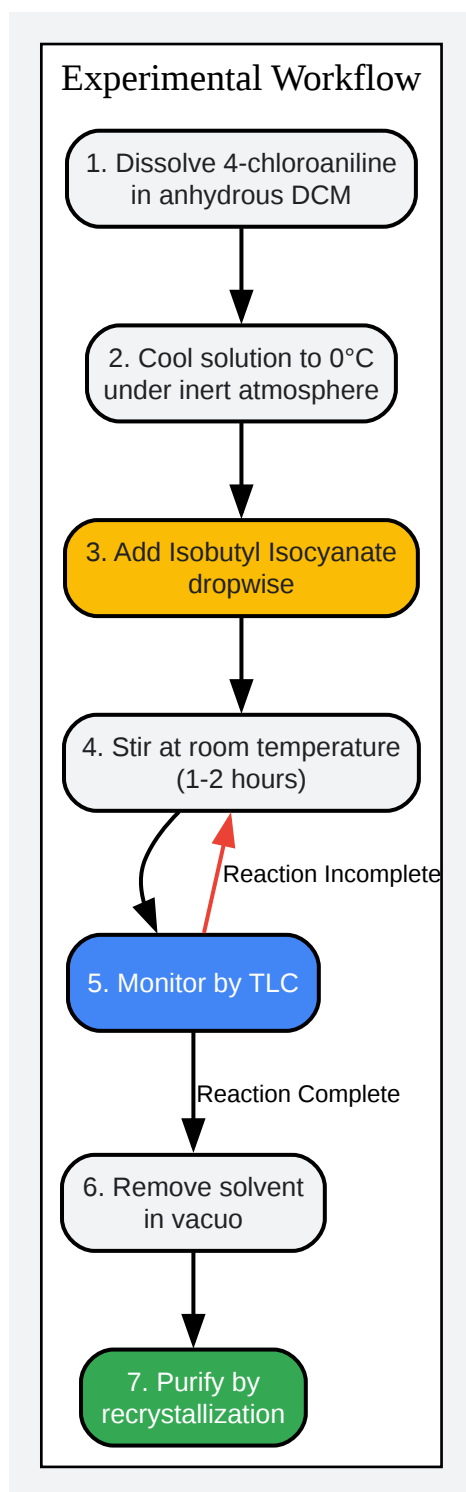 Experimental Workflow
1. Dissolve 4-chloroaniline
in anhydrous DCM
2. Cool solution to 0°C
under inert atmosphere
3. Add Isobutyl Isocyanate
dropwise
4. Stir at room temperature
(1-2 hours)
Reaction Incomplete
5. Monitor by TLC
Reaction Complete
6. Remove solvent
in vacuo
7. Purify by
recrystallization